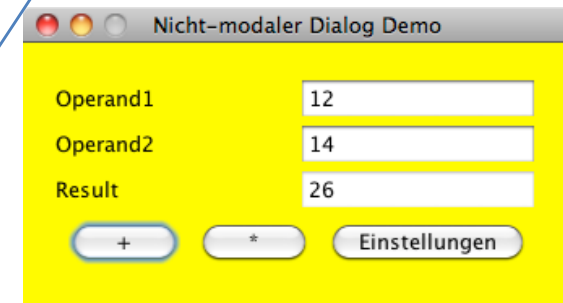 Nicht-modaler Dialog Demo
Operand1 12
Operand2 14
Result 26
+ * Einstellungen